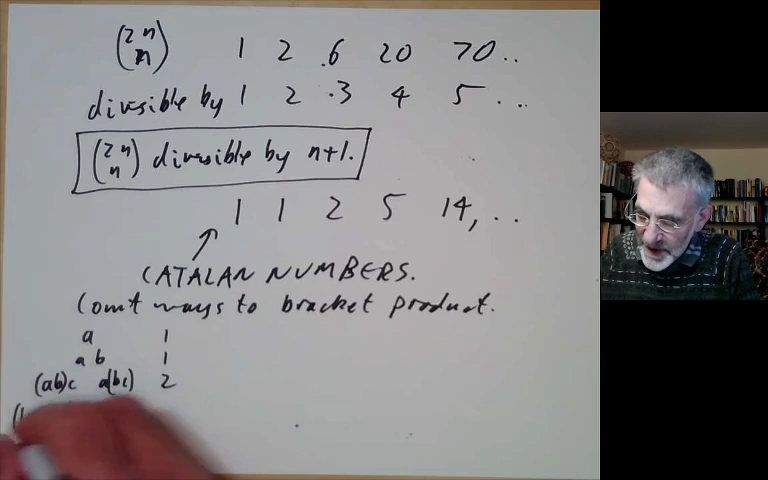 (2n n) 1 2 6 20 70 ..
divisible by 1 2 3 4 5 ...
(2n n) divisible by n+1.
1 1 2 5 14, ..
CATALAN NUMBERS.
Count ways to bracket product.
a 1
ab 1
(ab)c a(bc) 2